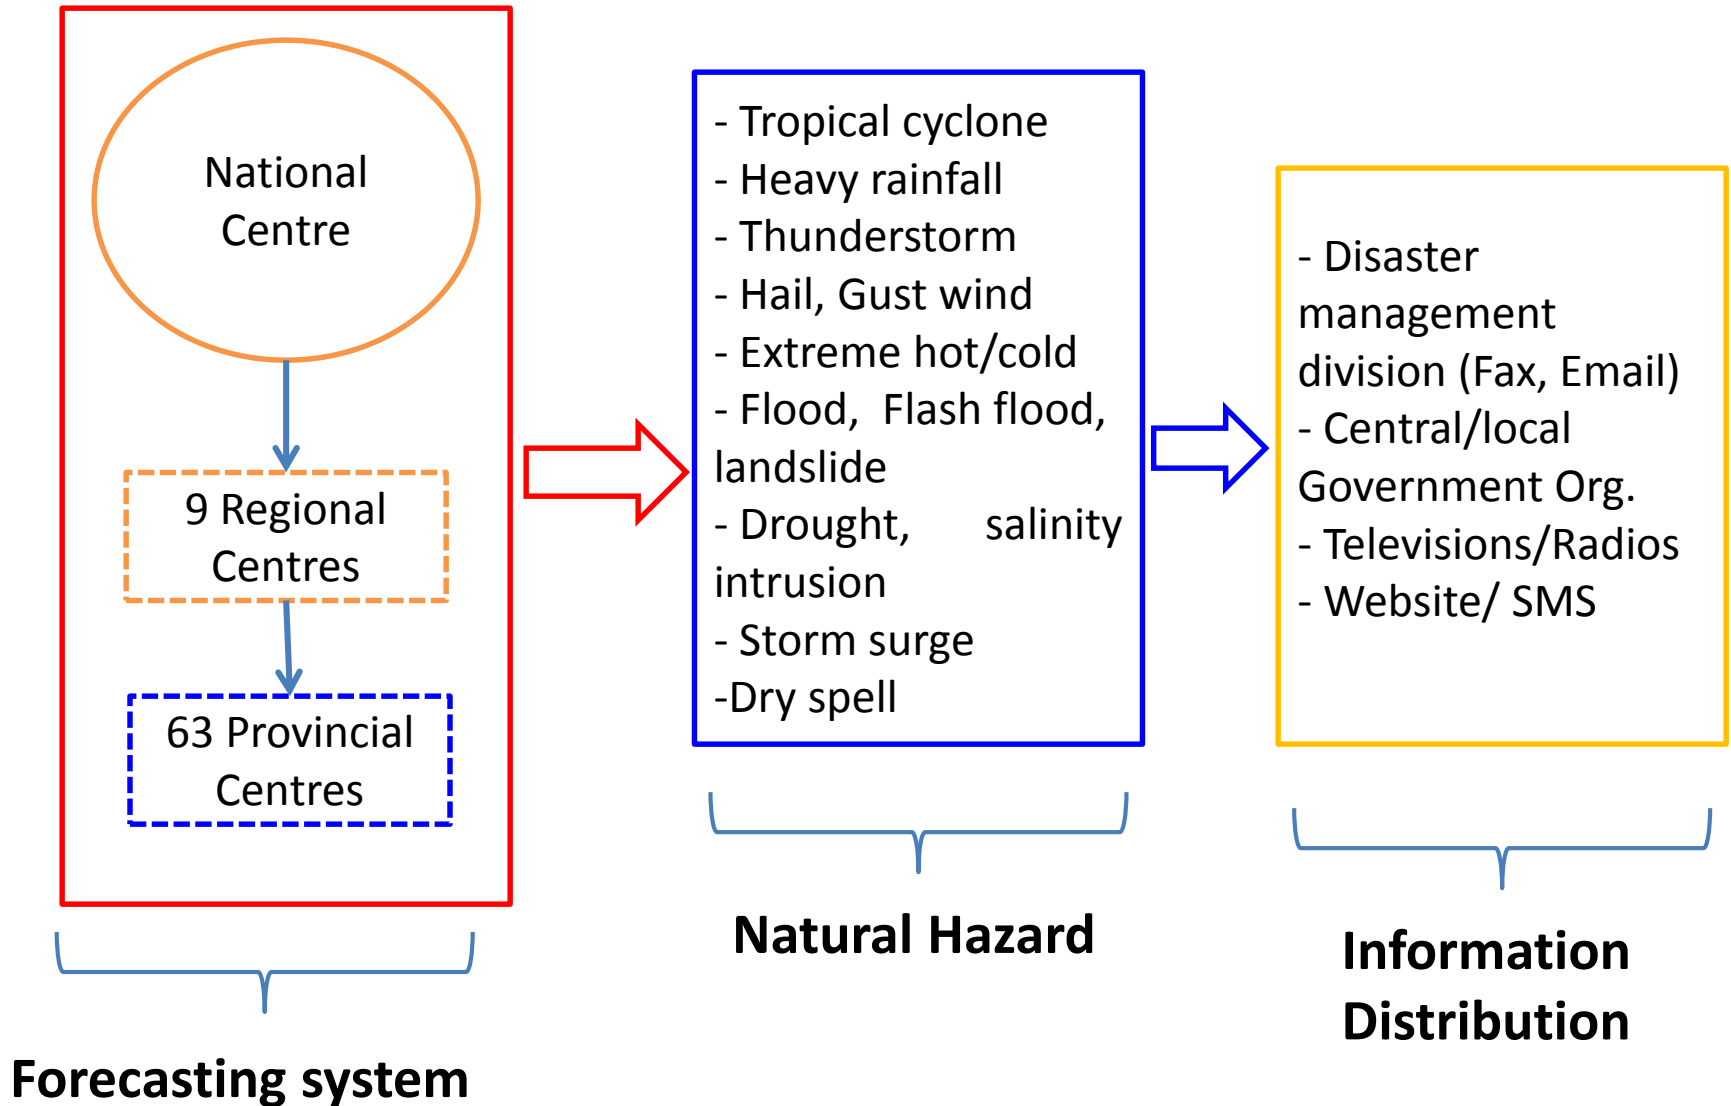 National
Centre
9 Regional
Centres
63 Provincial
Centres
Forecasting system
- Tropical cyclone
- Heavy rainfall
- Thunderstorm
- Hail, Gust wind
- Extreme hot/cold
- Flood, Flash flood,
landslide
- Drought, salinity
intrusion
- Storm surge
-Dry spell
Natural Hazard
- Disaster
management
division (Fax, Email)
- Central/local
Government Org.
- Televisions/Radios
- Website/ SMS
Information
Distribution